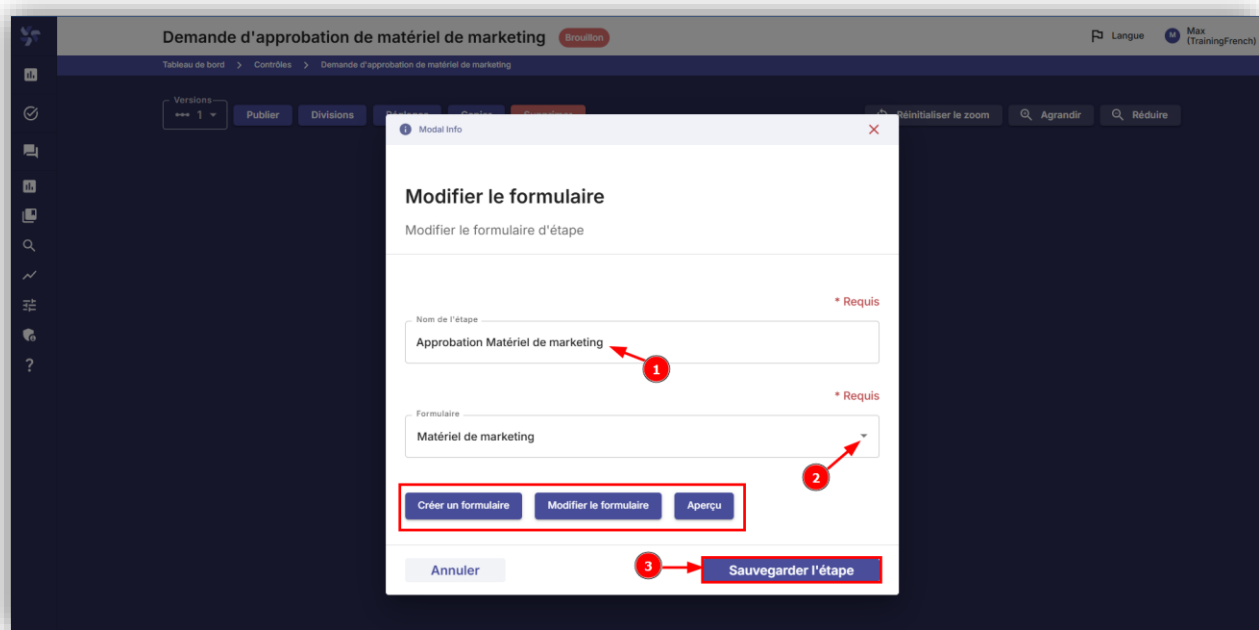 Demande d'approbation de matériel de marketing Brouillon
Langue M Max
(TrainingFrench)
Tableau de bord > Contrôles > Demande d'approbation de matériel de marketing
Versions
1 Publier Divisions Réglages Copier Supprimer Réinitialiser le zoom Agrandir Réduire
Modal Info
Modifier le formulaire
Modifier le formulaire d'étape
* Requis
Nom de l'étape
Approbation Matériel de marketing
1
* Requis
Formulaire
Matériel de marketing
2
Créer un formulaire Modifier le formulaire Aperçu
Annuler 3 Sauvegarder l'étape
?